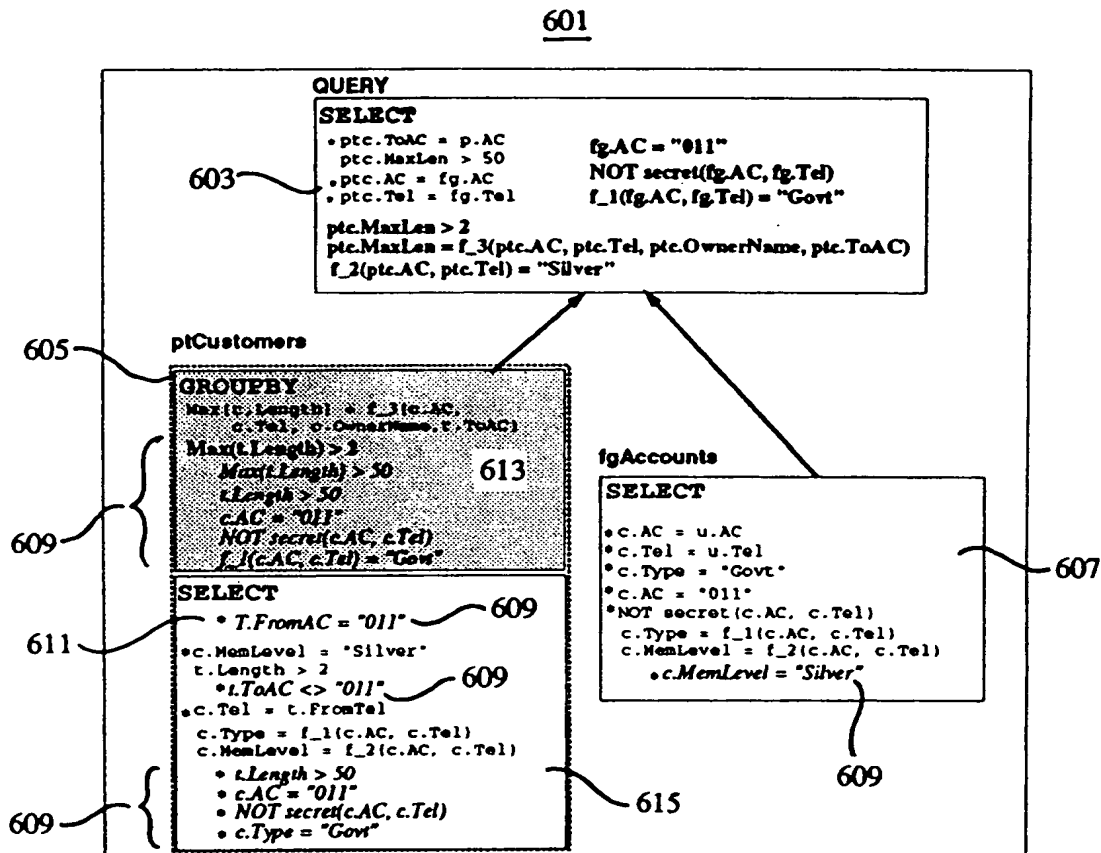 601
QUERY
SELECT
*ptc.ToAC = p.AC
ptc.MaxLen > 50
*ptc.AC = fg.AC
*ptc.Tel = fg.Tel
fg.AC = "011"
NOT secret(fg.AC, fg.Tel)
f_1(fg.AC, fg.Tel) = "Govt"
603
ptc.MaxLen > 2
ptc.MaxLen = f_3(ptc.AC, ptc.Tel, ptc.OwnerName, ptc.ToAC)
f_2(ptc.AC, ptc.Tel) = "Silver"
ptCustomers
605
GROUPBY
Max(t.Length) = f_3(c.AC,
c.Tel, c.OwnerName,t.ToAC)
Max(t.Length) > 2
Max(t.Length) > 50
t.Length > 50
c.AC = "011"
NOT secret(c.AC, c.Tel)
f_1(c.AC, c.Tel) = "Govt"
613
609
SELECT
* T.FromAC = "011"
609
611
*c.MemLevel = "Silver"
t.Length > 2
*t.ToAC <> "011"
609
*c.Tel = t.FromTel
c.Type = f_1(c.AC, c.Tel)
c.MemLevel = f_2(c.AC, c.Tel)
* t.Length > 50
* c.AC = "011"
* NOT secret(c.AC, c.Tel)
* c.Type = "Govt"
609
615
fgAccounts
SELECT
*c.AC = u.AC
*c.Tel = u.Tel
*c.Type = "Govt"
*c.AC = "011"
*NOT secret(c.AC, c.Tel)
c.Type = f_1(c.AC, c.Tel)
c.MemLevel = f_2(c.AC, c.Tel)
*c.MemLevel = "Silver"
607
609